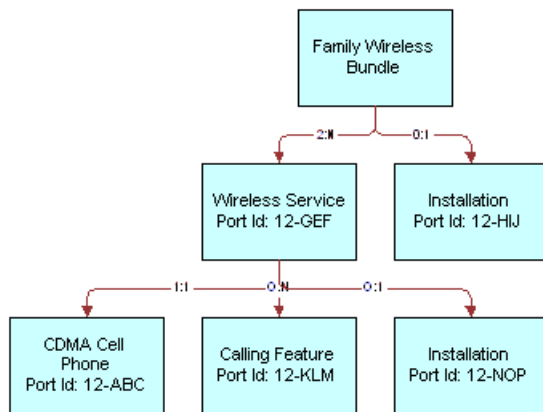 Family Wireless
Bundle
2:N
0:1
Wireless Service
Port Id: 12-GEF
Installation
Port Id: 12-HIJ
1:1
0:N
0:1
CDMA Cell
Phone
Port Id: 12-ABC
Calling Feature
Port Id: 12-KLM
Installation
Port Id: 12-NOP